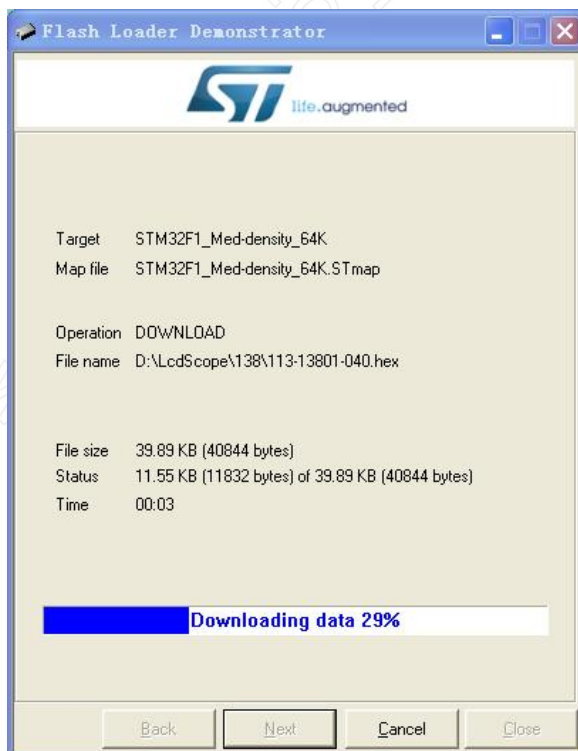 Flash Loader Demonstrator
ST life.augmented
Target STM32F1_Med-density_64K
Map file STM32F1_Med-density_64K.STmap
Operation DOWNLOAD
File name D:\LcdScope\138\113-13801-040.hex
File size 39.89 KB (40844 bytes)
Status 11.55 KB (11832 bytes) of 39.89 KB (40844 bytes)
Time 00:03
Downloading data 29%
Back Next Cancel Close